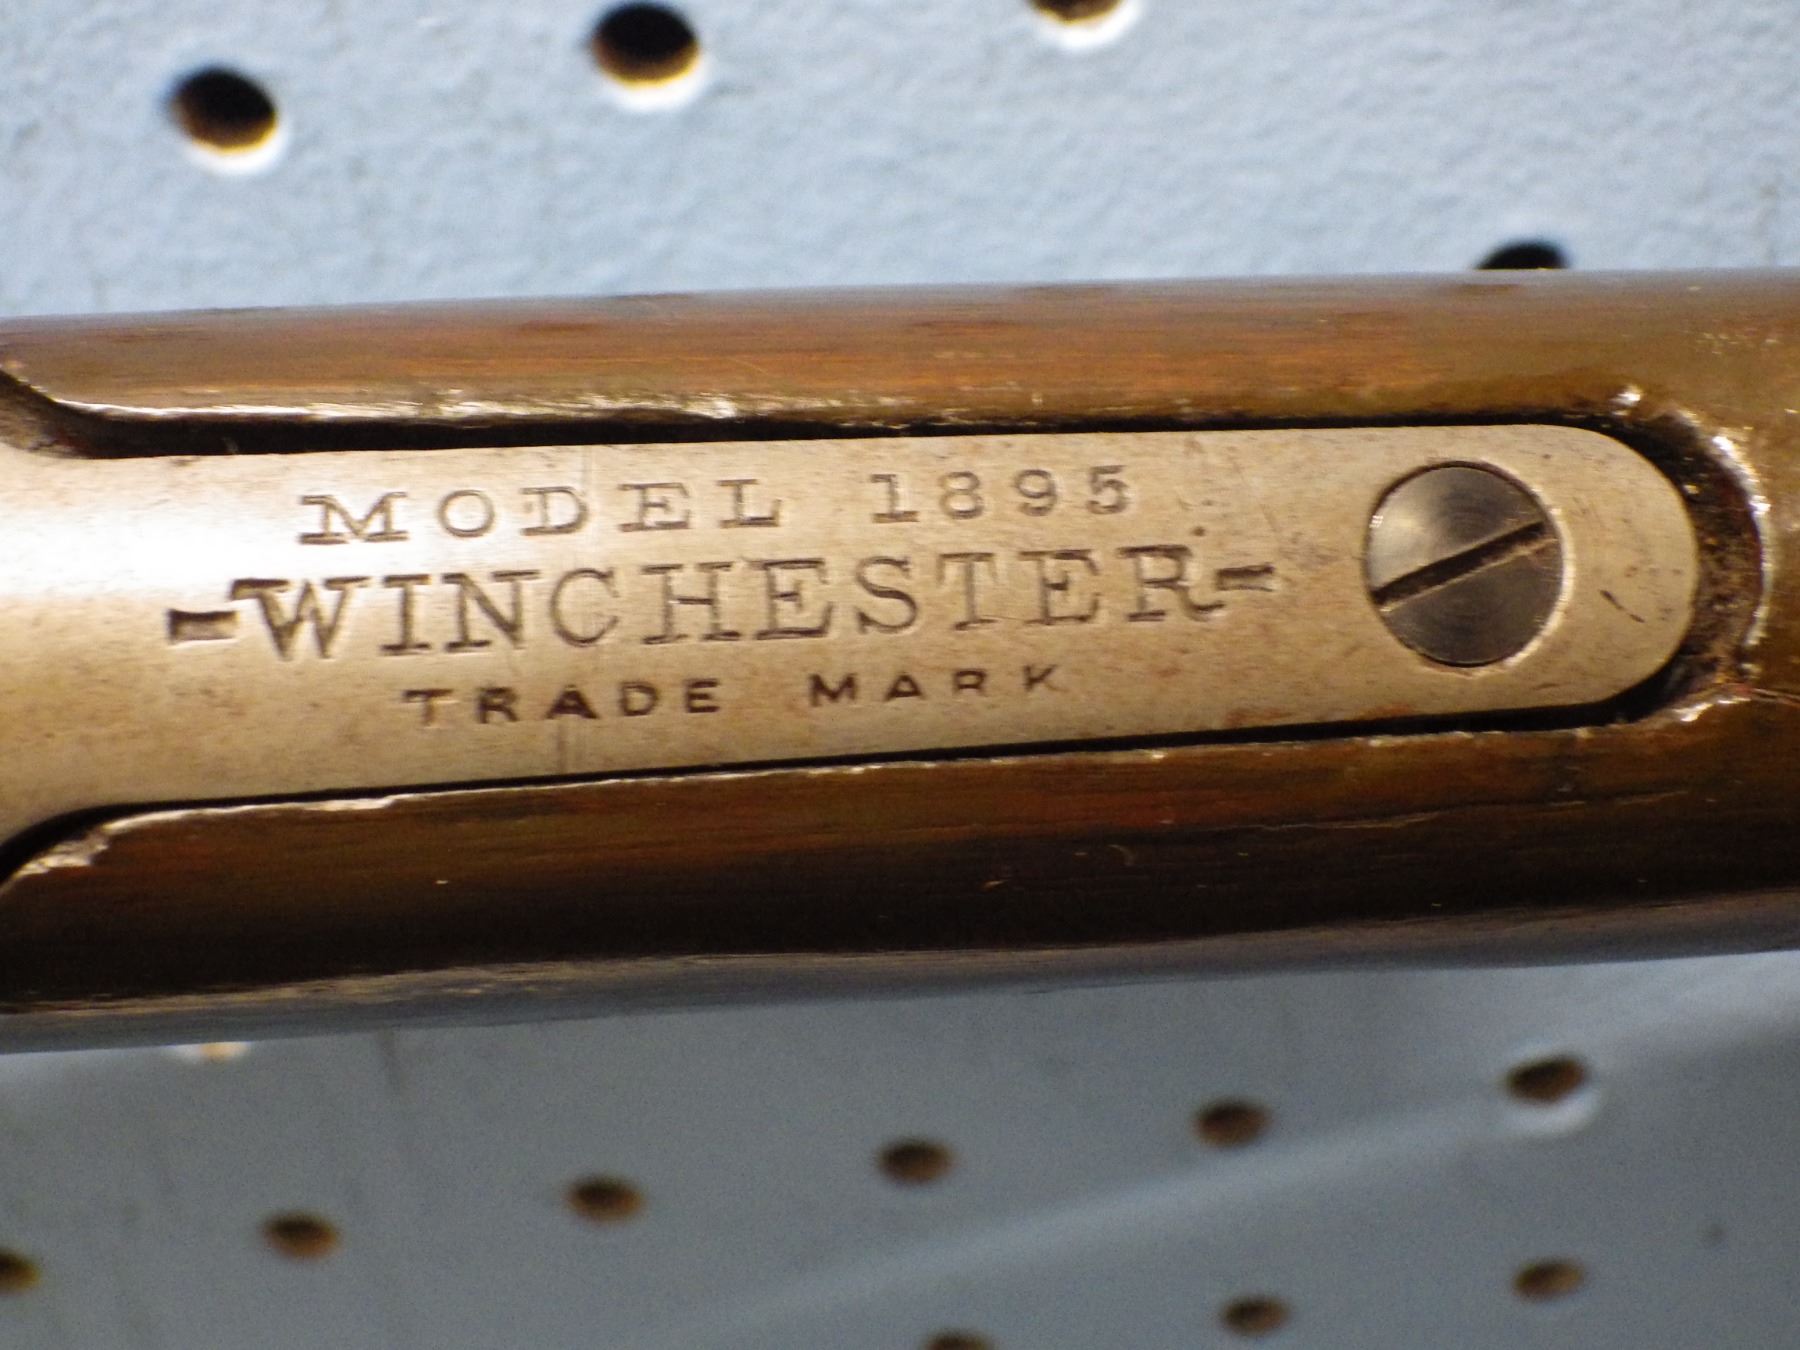 MODEL 1895
-WINCHESTER-
TRADE MARK